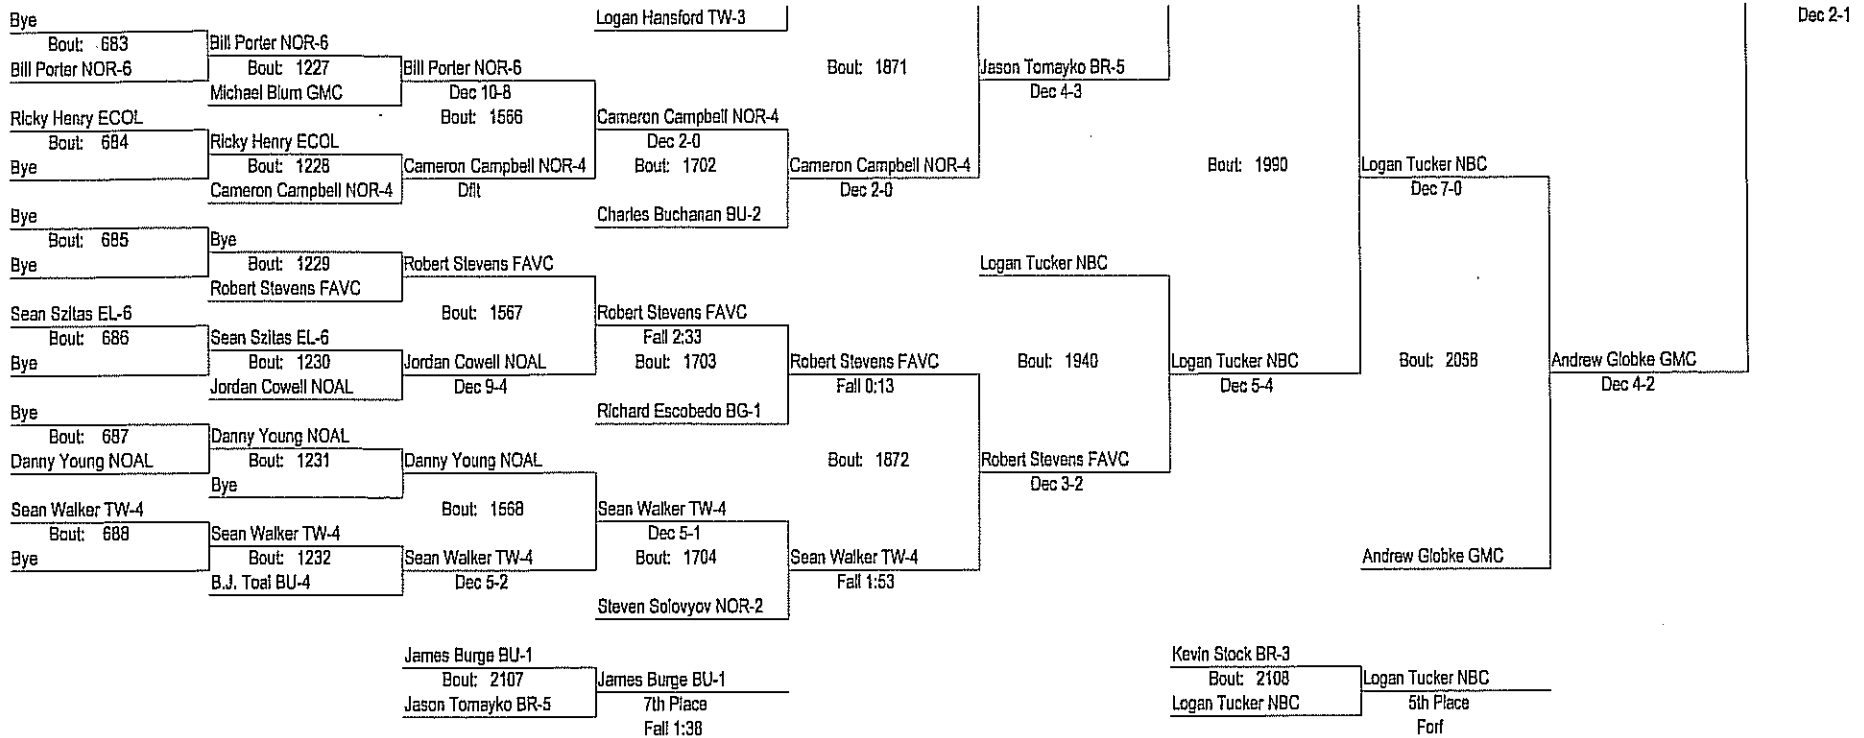 Bye
Bout: 683
Bill Porter NOR-6
Ricky Henry ECOL
Bout: 684
Bye
Bye
Bout: 685
Bye
Sean Szitas EL-6
Bout: 686
Bye
Bye
Bout: 687
Danny Young NOAL
Sean Walker TW-4
Bout: 688
Bye
Bill Porter NOR-6
Bout: 1227
Michael Blum GMC
Ricky Henry ECOL
Bout: 1228
Cameron Campbell NOR-4
Bye
Bout: 1229
Robert Stevens FAVC
Sean Szitas EL-6
Bout: 1230
Jordan Cowell NOAL
Danny Young NOAL
Bout: 1231
Bye
Sean Walker TW-4
Bout: 1232
B.J. Toal BU-4
Bill Porter NOR-6
Dec 10-8
Bout: 1566
Cameron Campbell NOR-4
Dflt
Robert Stevens FAVC
Bout: 1567
Jordan Cowell NOAL
Dec 9-4
Danny Young NOAL
Bout: 1568
Sean Walker TW-4
Dec 5-2
Logan Hansford TW-3
Cameron Campbell NOR-4
Dec 2-0
Bout: 1702
Charles Buchanan BU-2
Robert Stevens FAVC
Fall 2:33
Bout: 1703
Richard Escobedo BG-1
Sean Walker TW-4
Dec 5-1
Bout: 1704
Steven Solovyov NOR-2
Bout: 1871
Cameron Campbell NOR-4
Dec 2-0
Robert Stevens FAVC
Fall 0:13
Bout: 1872
Sean Walker TW-4
Fall 1:53
Jason Tomayko BR-5
Dec 4-3
Logan Tucker NBC
Bout: 1940
Robert Stevens FAVC
Dec 3-2
Bout: 1990
Logan Tucker NBC
Dec 5-4
Logan Tucker NBC
Dec 7-0
Bout: 2058
Andrew Globke GMC
Andrew Globke GMC
Dec 4-2
Dec 2-1
James Burge BU-1
Bout: 2107
Jason Tomayko BR-5
James Burge BU-1
7th Place
Fall 1:38
Kevin Stock BR-3
Bout: 2108
Logan Tucker NBC
Logan Tucker NBC
5th Place
Forf